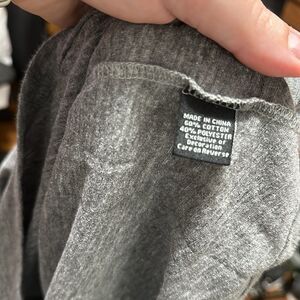 MADE IN CHINA
60% COTTON
40% POLYESTER
Exclusive of
Decoration
Care on Reverse